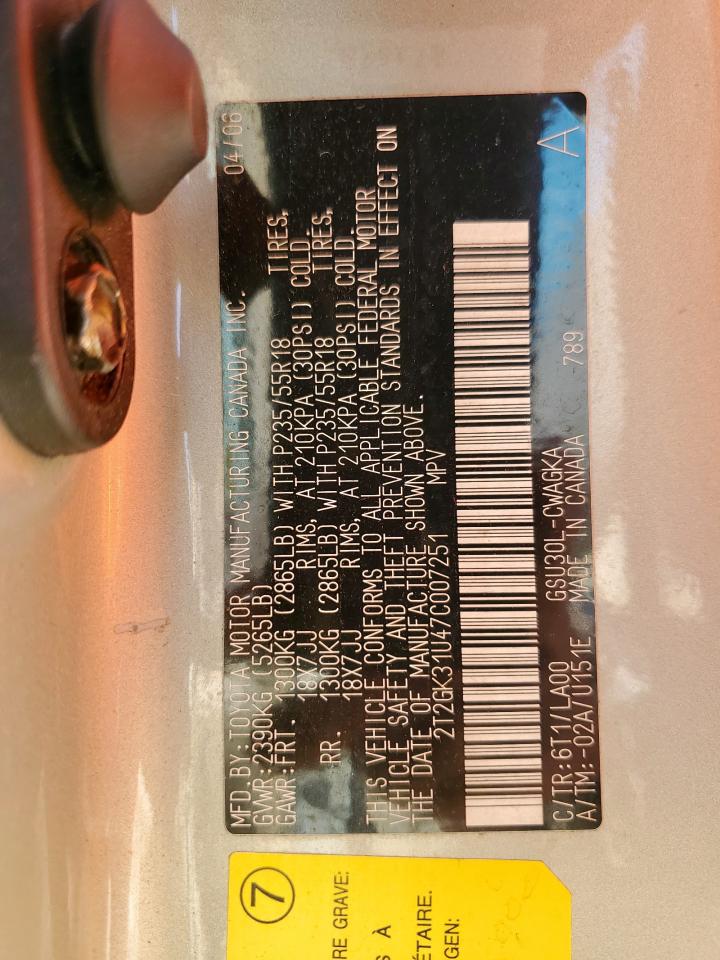 MFD.BY:TOYOTA MOTOR MANUFACTURING CANADA INC. 04/06
GVWR:2390KG (5265LB)
GAWR:FRT. 1300KG (2865LB) WITH P235/55R18 TIRES,
18X7JJ RIMS, AT 210KPA (30PSI) COLD.
RR. 1300KG (2865LB) WITH P235/55R18 TIRES,
18X7JJ RIMS, AT 210KPA (30PSI) COLD.
THIS VEHICLE CONFORMS TO ALL APPLICABLE FEDERAL MOTOR
VEHICLE SAFETY AND THEFT PREVENTION STANDARDS IN EFFECT ON
THE DATE OF MANUFACTURE SHOWN ABOVE.
2T2GK31U47C007251 MPV
C/TR:6T1/LA00 GSU30L-CWAGKA A
A/TM:-02A/U151E MADE IN CANADA 789
7
RE GRAVE:
S À
ÉTAIRE.
GEN: